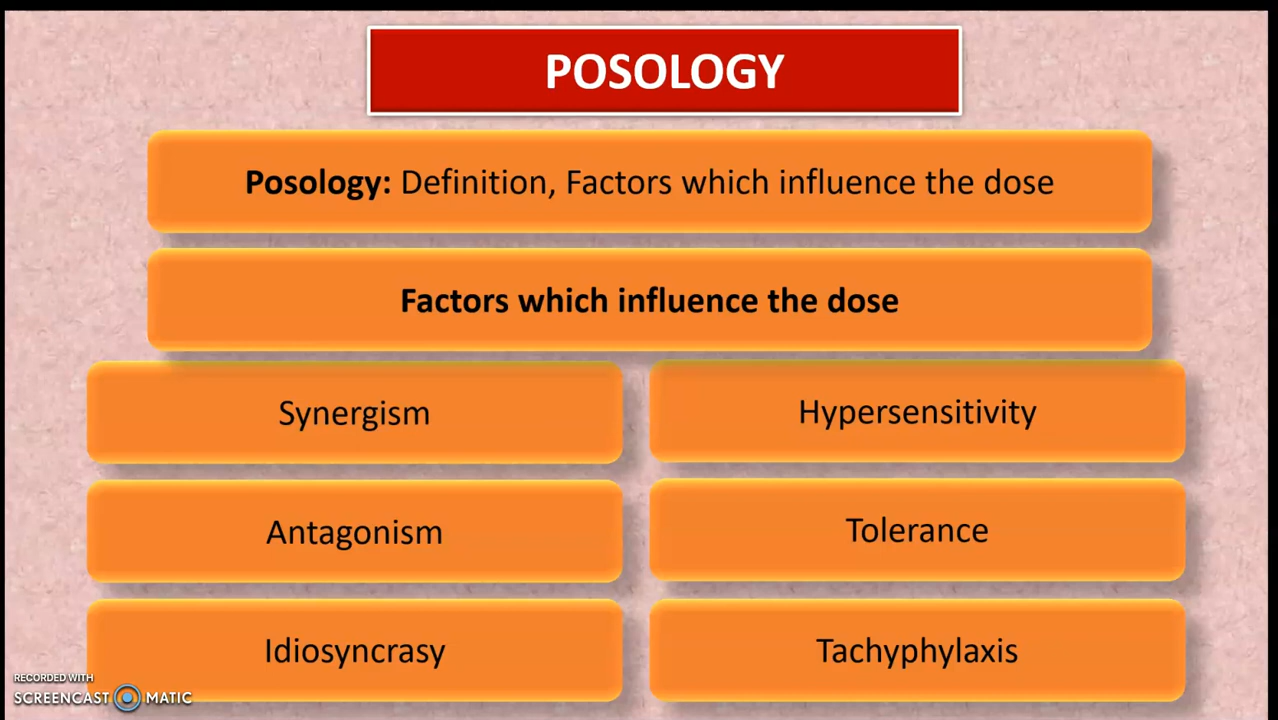 POSOLOGY
Posology: Definition, Factors which influence the dose
Factors which influence the dose
Synergism
Hypersensitivity
Antagonism
Tolerance
Idiosyncrasy
Tachyphylaxis
RECORDED WITH
SCREENCAST MATIC